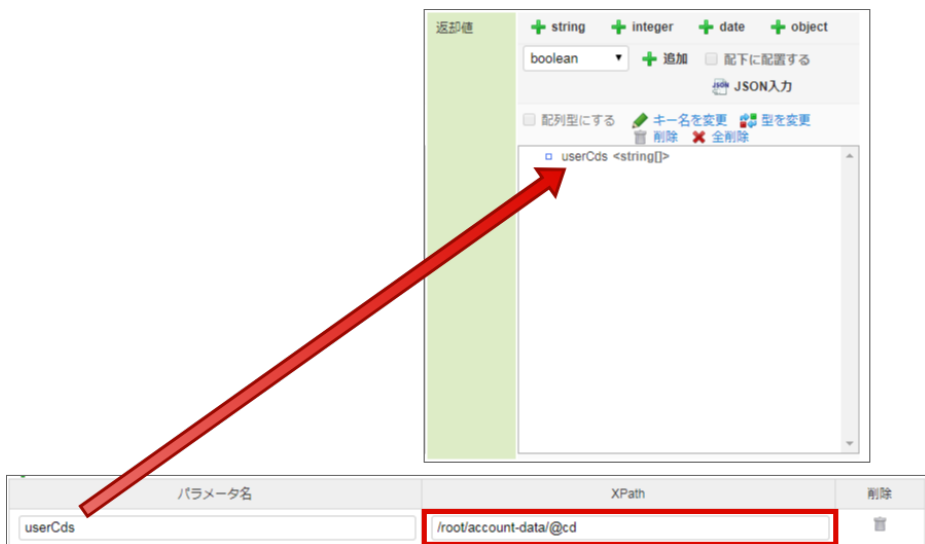 返却値
string integer date object
boolean 追加 配下に配置する
JSON入力
配列型にする キー名を変更 型を変更
削除 全削除
userCds <string[]>
パラメータ名 XPath 削除
userCds /root/account-data/@cd